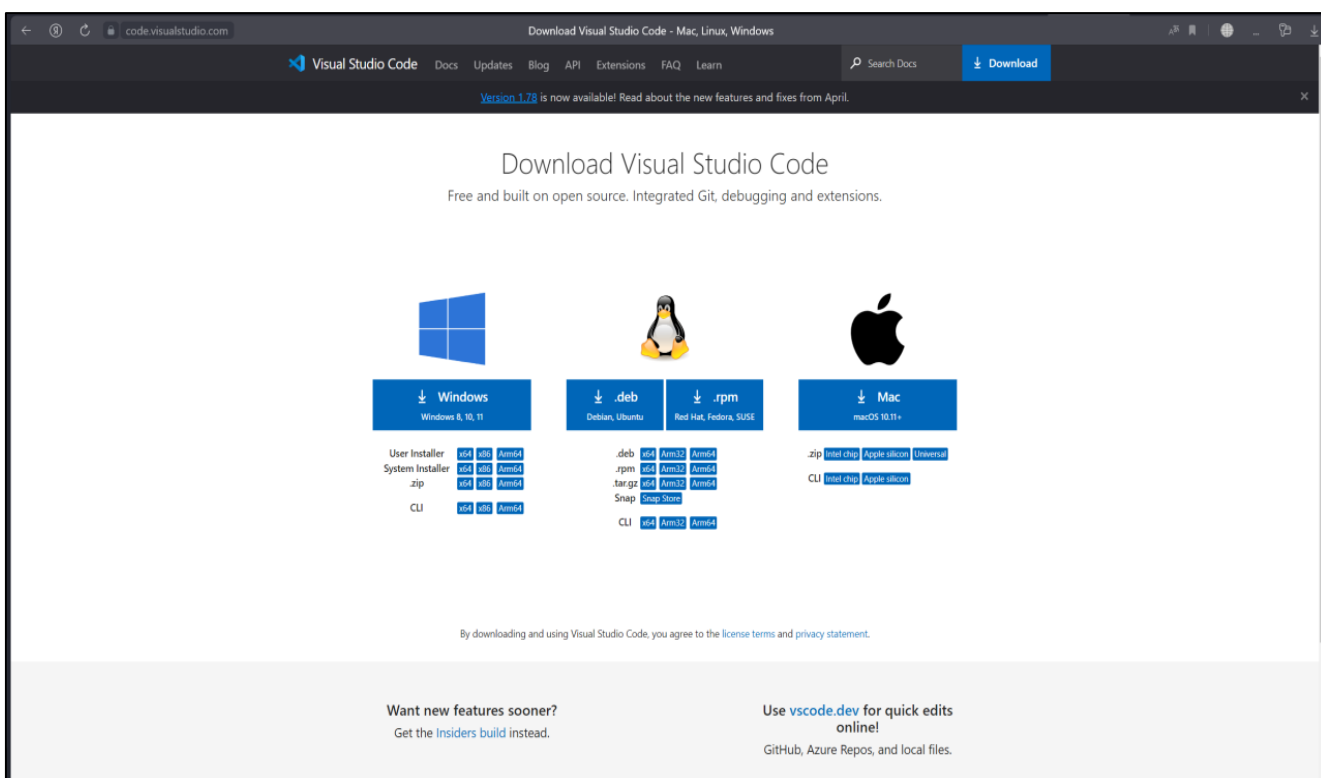 code.visualstudio.com
Download Visual Studio Code - Mac, Linux, Windows
Visual Studio Code Docs Updates Blog API Extensions FAQ Learn Search Docs Download
Version 1.78 is now available! Read about the new features and fixes from April.
Download Visual Studio Code
Free and built on open source. Integrated Git, debugging and extensions.
Windows
Windows 8, 10, 11
User Installer x64 x86 Arm64
System Installer x64 x86 Arm64
.zip x64 x86 Arm64
CLI x64 x86 Arm64
.deb
Debian, Ubuntu
.rpm
Red Hat, Fedora, SUSE
.deb x64 Arm32 Arm64
.rpm x64 Arm32 Arm64
.tar.gz x64 Arm32 Arm64
Snap Snap Store
CLI x64 Arm32 Arm64
Mac
macOS 10.11+
.zip Intel chip Apple silicon Universal
CLI Intel chip Apple silicon
By downloading and using Visual Studio Code, you agree to the license terms and privacy statement.
Want new features sooner?
Get the Insiders build instead.
Use vscode.dev for quick edits
online!
GitHub, Azure Repos, and local files.